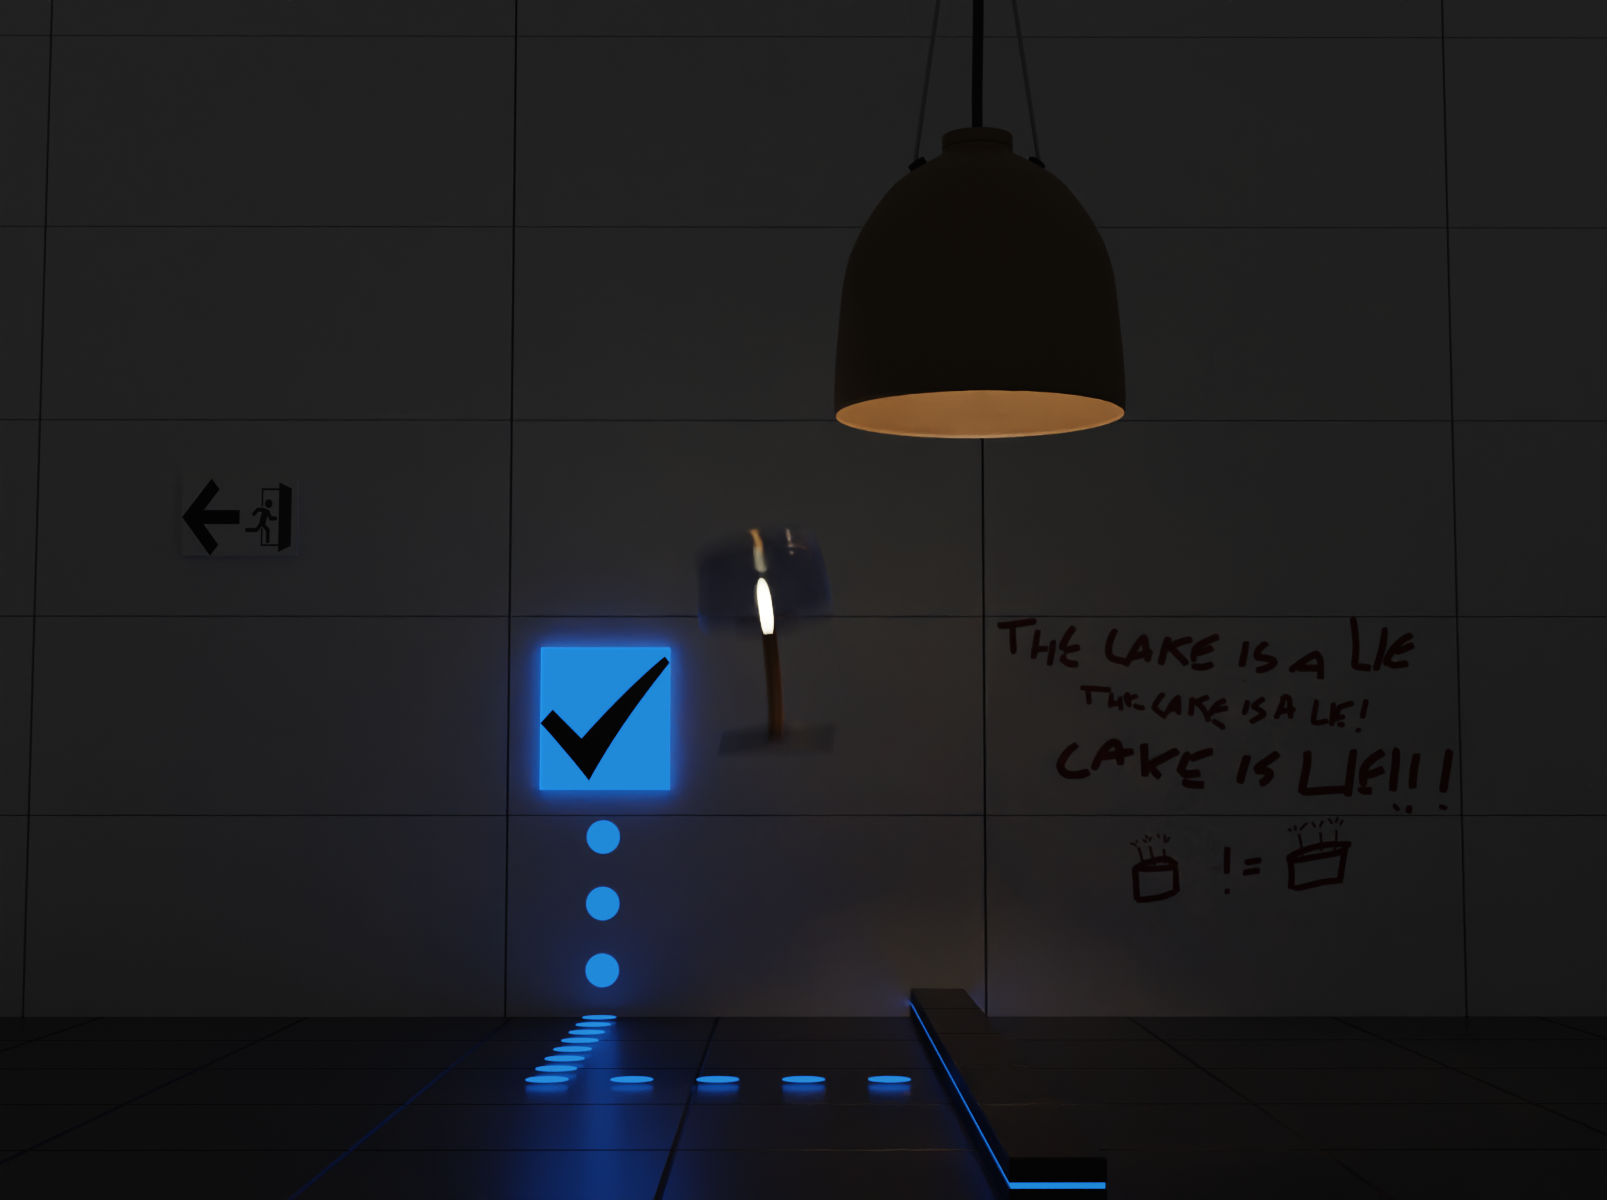 THE CAKE IS A LIE
THE CAKE IS A LIE!
CAKE IS LIE!!!
!=